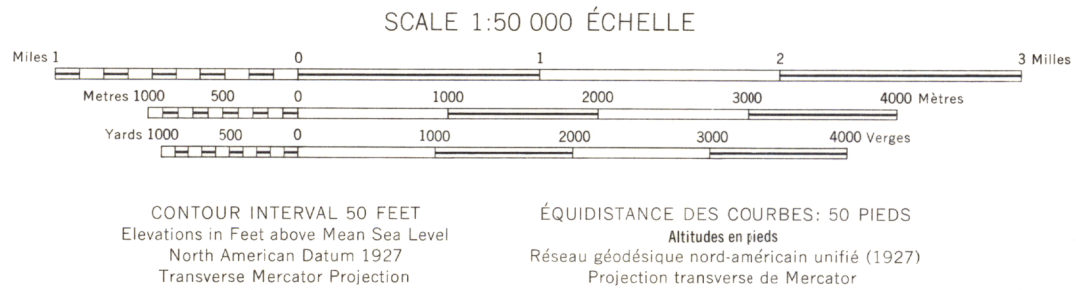 SCALE 1:50 000 ÉCHELLE
Miles 1 0 1 2 3 Milles
Metres 1000 500 0 1000 2000 3000 4000 Mètres
Yards 1000 500 0 1000 2000 3000 4000 Verges
CONTOUR INTERVAL 50 FEET
Elevations in Feet above Mean Sea Level
North American Datum 1927
Transverse Mercator Projection
ÉQUIDISTANCE DES COURBES: 50 PIEDS
Altitudes en pieds
Réseau géodésique nord-américain unifié (1927)
Projection transverse de Mercator